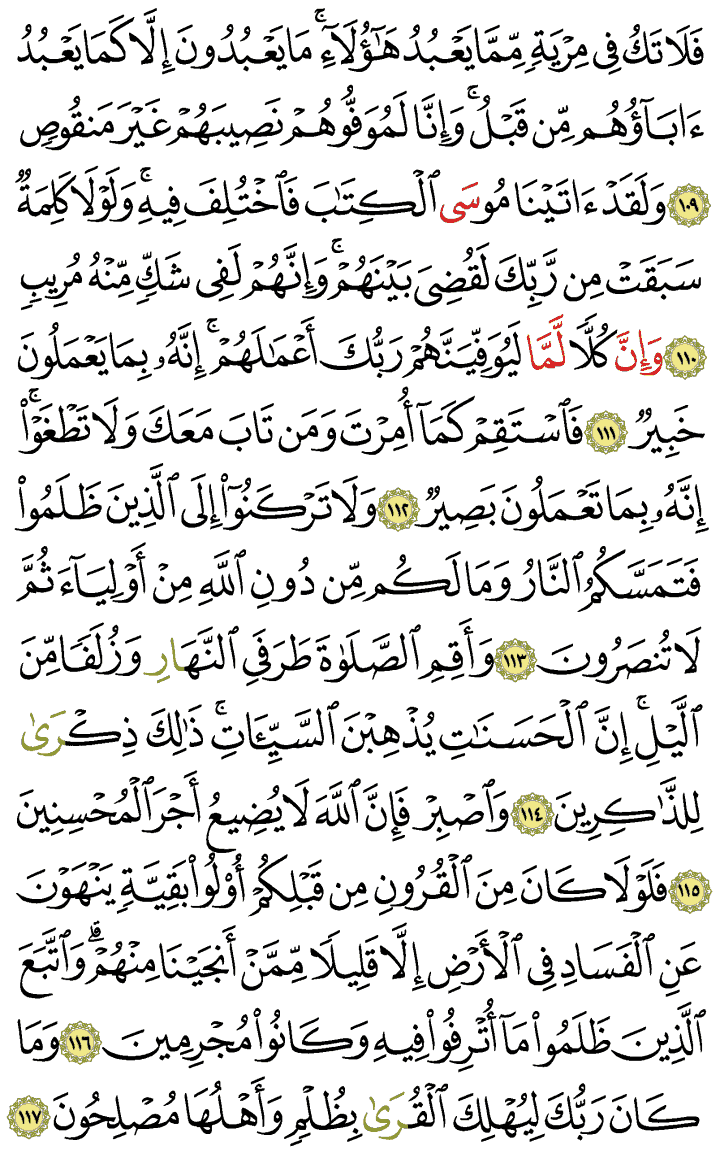 فَلَا تَكُ فِي مِرْيَةٍ مِّمَّا يَعْبُدُ هَٰٓؤُلَآءِۚ مَا يَعْبُدُونَ إِلَّا كَمَا يَعْبُدُ
ءَابَآؤُهُم مِّن قَبْلُۚ وَإِنَّا لَمُوَفُّوهُمْ نَصِيبَهُمْ غَيْرَ مَنقُوصٍ
١٠٩ وَلَقَدْ ءَاتَيْنَا مُوسَى ٱلْكِتَٰبَ فَٱخْتُلِفَ فِيهِۚ وَلَوْلَا كَلِمَةٌ
سَبَقَتْ مِن رَّبِّكَ لَقُضِيَ بَيْنَهُمْۚ وَإِنَّهُمْ لَفِي شَكٍّ مِّنْهُ مُرِيبٍ
١١٠ وَإِنَّ كُلًّا لَّمَّا لَيُوَفِّيَنَّهُمْ رَبُّكَ أَعْمَٰلَهُمْۚ إِنَّهُۥ بِمَا يَعْمَلُونَ
خَبِيرٌ ١١١ فَٱسْتَقِمْ كَمَآ أُمِرْتَ وَمَن تَابَ مَعَكَ وَلَا تَطْغَوْا۟ۚ
إِنَّهُۥ بِمَا تَعْمَلُونَ بَصِيرٌ ١١٢ وَلَا تَرْكَنُوٓا۟ إِلَى ٱلَّذِينَ ظَلَمُوا۟
فَتَمَسَّكُمُ ٱلنَّارُ وَمَا لَكُم مِّن دُونِ ٱللَّهِ مِنْ أَوْلِيَآءَ ثُمَّ
لَا تُنصَرُونَ ١١٣ وَأَقِمِ ٱلصَّلَوٰةَ طَرَفَيِ ٱلنَّهَارِ وَزُلَفًا مِّنَ
ٱلَّيْلِۚ إِنَّ ٱلْحَسَنَٰتِ يُذْهِبْنَ ٱلسَّيِّـَٔاتِۚ ذَٰلِكَ ذِكْرَىٰ
لِلذَّٰكِرِينَ ١١٤ وَٱصْبِرْ فَإِنَّ ٱللَّهَ لَا يُضِيعُ أَجْرَ ٱلْمُحْسِنِينَ
١١٥ فَلَوْلَا كَانَ مِنَ ٱلْقُرُونِ مِن قَبْلِكُمْ أُو۟لُوا۟ بَقِيَّةٍ يَنْهَوْنَ
عَنِ ٱلْفَسَادِ فِي ٱلْأَرْضِ إِلَّا قَلِيلًا مِّمَّنْ أَنجَيْنَا مِنْهُمْۗ وَٱتَّبَعَ
ٱلَّذِينَ ظَلَمُوا۟ مَآ أُتْرِفُوا۟ فِيهِ وَكَانُوا۟ مُجْرِمِينَ ١١٦ وَمَا
كَانَ رَبُّكَ لِيُهْلِكَ ٱلْقُرَىٰ بِظُلْمٍ وَأَهْلُهَا مُصْلِحُونَ ١١٧